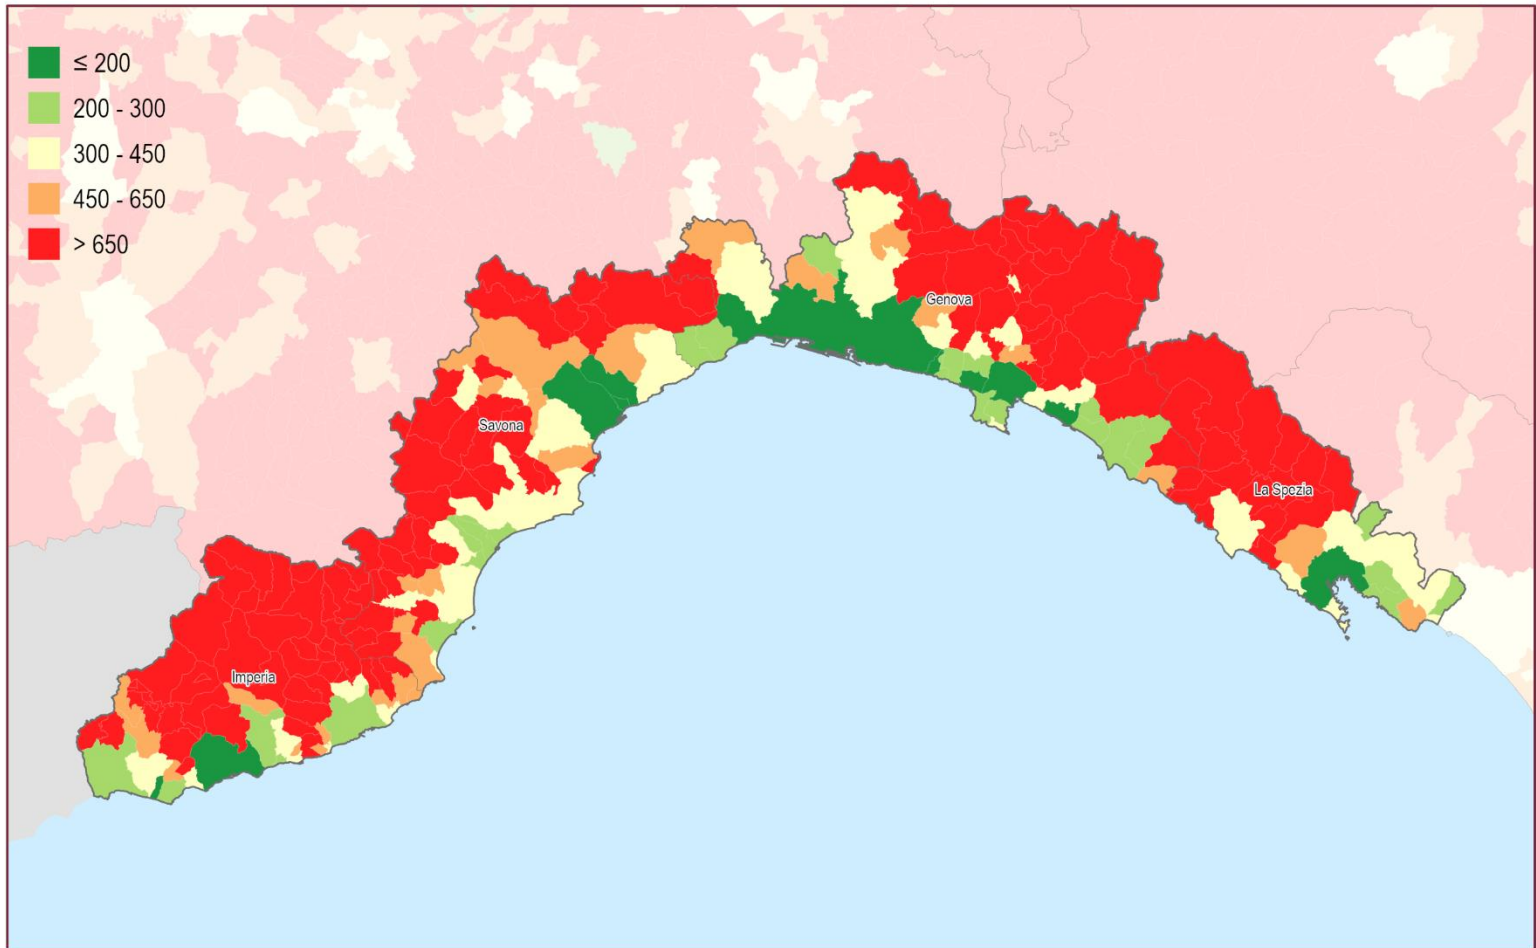 ≤ 200
200 - 300
300 - 450
450 - 650
> 650
Genova
Savona
La Spezia
Imperia